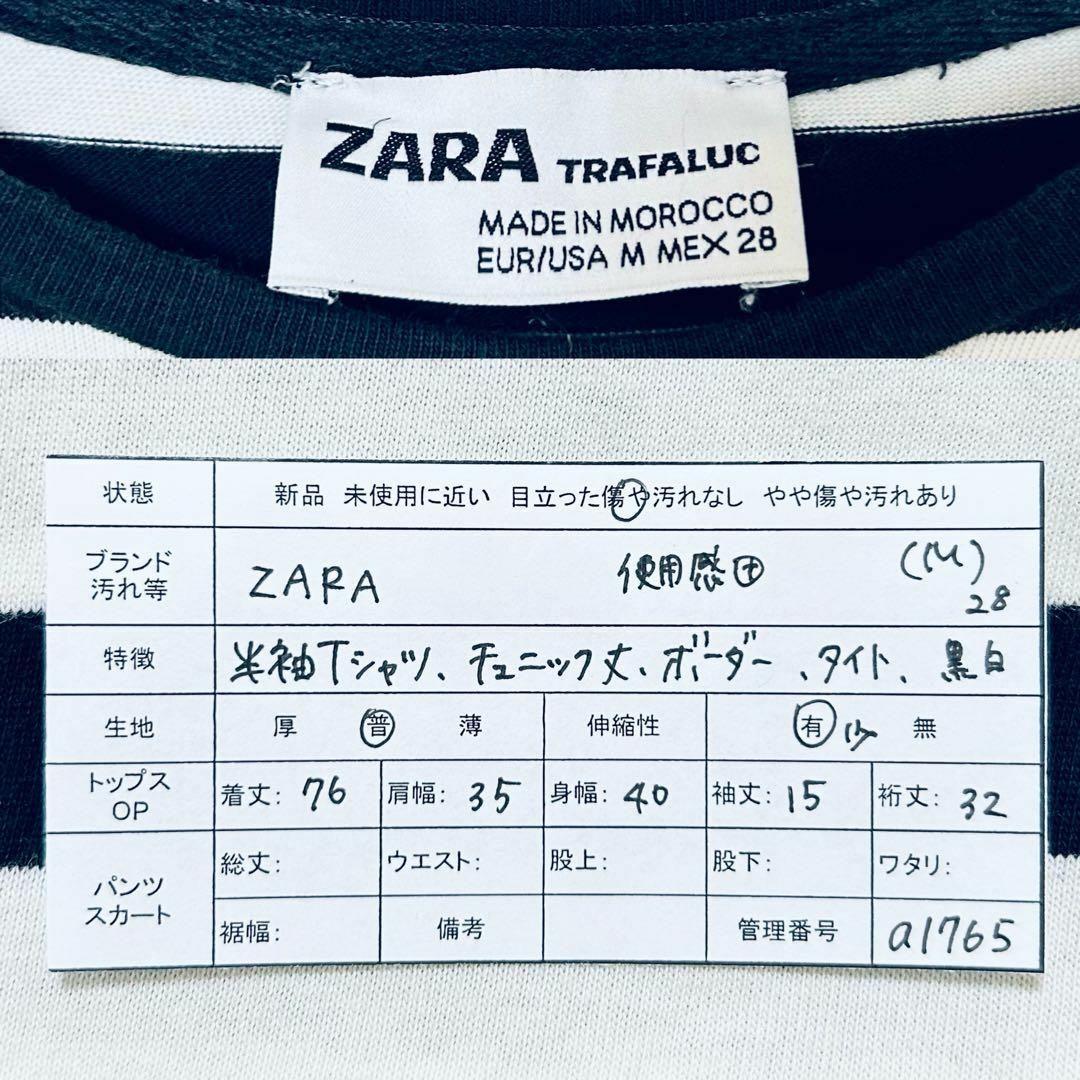 ZARA TRAFALUC
MADE IN MOROCCO
EUR/USA M MEX 28
状態 新品 未使用に近い 目立った傷や汚れなし やや傷や汚れあり
ブランド
汚れ等 ZARA 使用感 (M)
28
特徴 半袖Tシャツ、チュニック丈、ボーダー、タイト、黒白
生地 厚 普 薄 伸縮性 有 少 無
トップス
OP 着丈: 76 肩幅: 35 身幅: 40 袖丈: 15 裄丈: 32
パンツ
スカート 総丈: ウエスト: 股上: 股下: ワタリ:
裾幅: 備考 管理番号 a1765